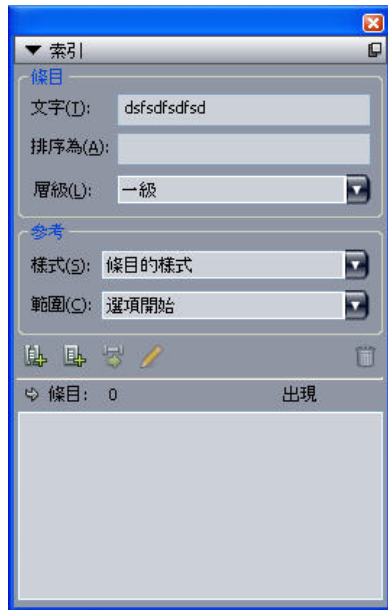 索引
條目
文字(T): dsfsdfsdfsd
排序為(A):
層級(L): 一級
參考
樣式(S): 條目的樣式
範圍(C): 選項開始
條目: 0 出現